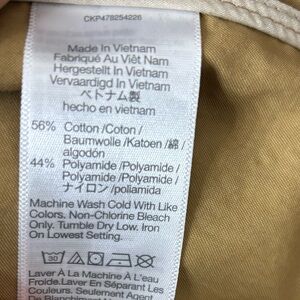 CKP478254226
Made In Vietnam
Fabriqué Au Việt Nam
Hergestellt In Vietnam
Vervaardigd In Vietnam
ベトナム製
hecho en vietnam
56% Cotton /Coton /
Baumwolle /Katoen /綿 /
algodón
44% Polyamide /Polyamide /
Polyamide /Polyamide /
ナイロン /poliamida
Machine Wash Cold With Like
Colors. Non-Chlorine Bleach
Only. Tumble Dry Low. Iron
On Lowest Setting.
30
Laver À La Machine À L'eau
Froide.Laver En Séparant Les
Couleurs. Seulement Agent
De Blanchiment